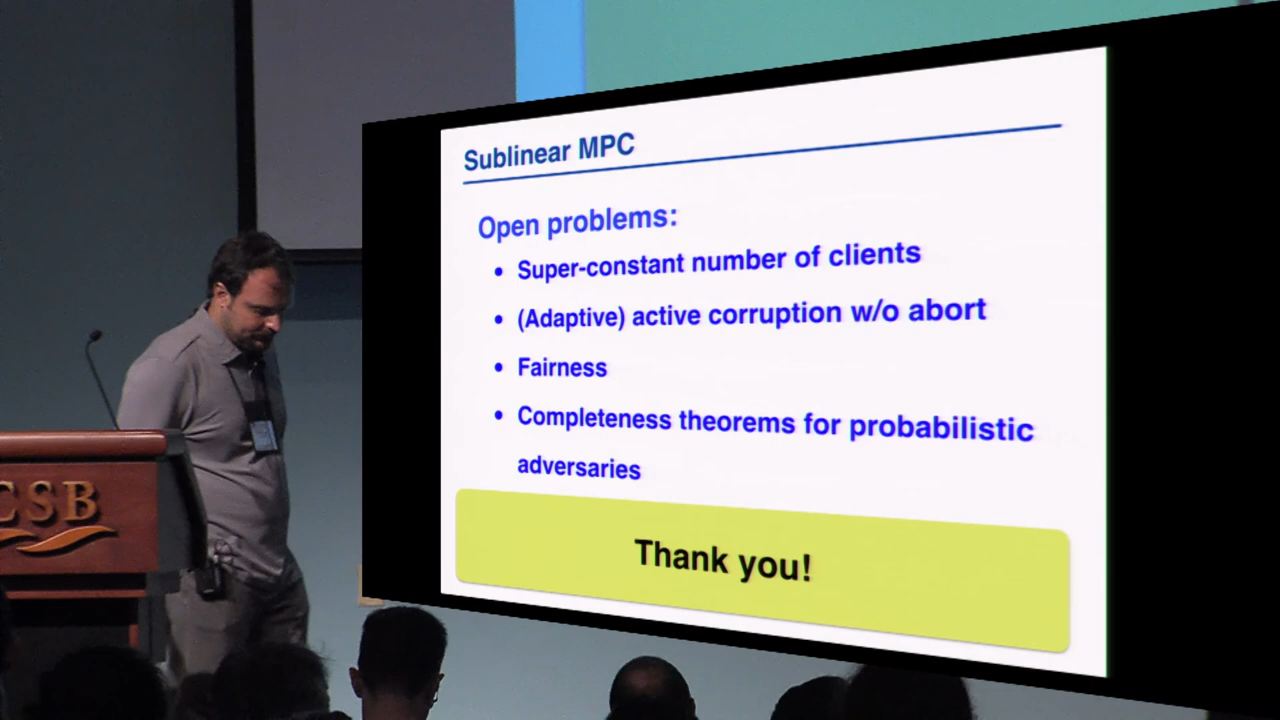 Sublinear MPC
Open problems:
• Super-constant number of clients
• (Adaptive) active corruption w/o abort
• Fairness
• Completeness theorems for probabilistic
adversaries
Thank you!
CSB